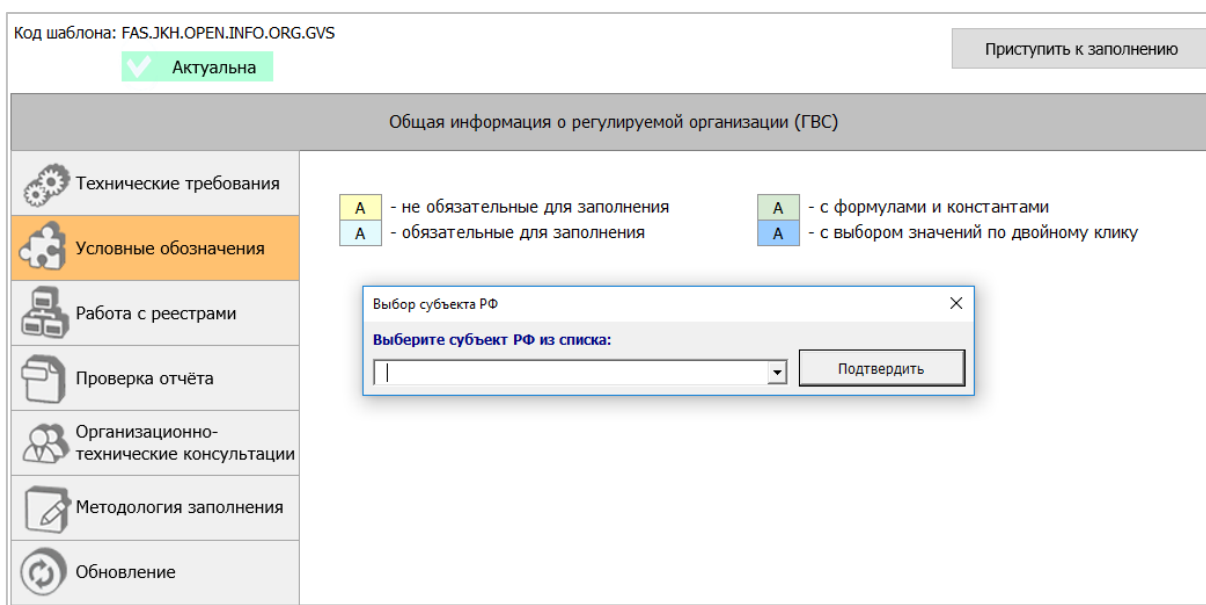 Код шаблона: FAS.JKH.OPEN.INFO.ORG.GVS
Актуальна
Приступить к заполнению
Общая информация о регулируемой организации (ГВС)
Технические требования
Условные обозначения
Работа с реестрами
Проверка отчёта
Организационно-
технические консультации
Методология заполнения
Обновление
А - не обязательные для заполнения
А - обязательные для заполнения
А - с формулами и константами
А - с выбором значений по двойному клику
Выбор субъекта РФ
Выберите субъект РФ из списка:
Подтвердить